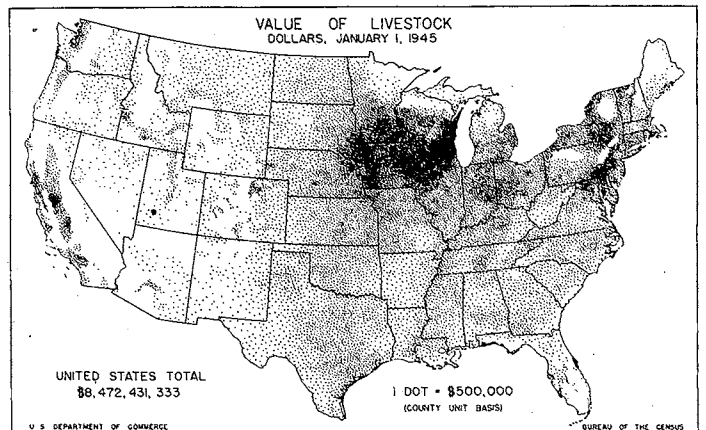 VALUE OF LIVESTOCK
DOLLARS, JANUARY 1, 1945
UNITED STATES TOTAL
$8,472,431,333
1 DOT = $500,000
(COUNTY UNIT BASIS)
U S DEPARTMENT OF COMMERCE
BUREAU OF THE CENSUS